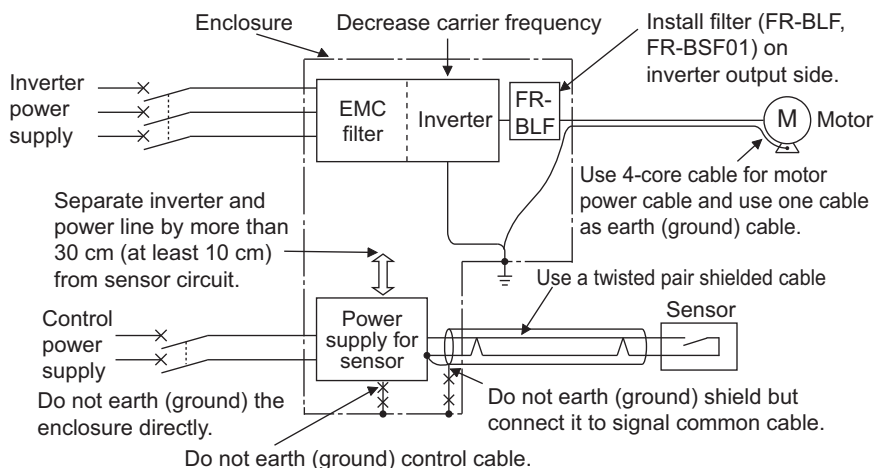 Enclosure
Decrease carrier frequency
Install filter (FR-BLF,
FR-BSF01) on
inverter output side.
Inverter
power
supply
EMC
filter
Inverter
FR-
BLF
M
Motor
Use 4-core cable for motor
power cable and use one cable
as earth (ground) cable.
Separate inverter and
power line by more than
30 cm (at least 10 cm)
from sensor circuit.
Use a twisted pair shielded cable
Control
power
supply
Power
supply for
sensor
Sensor
Do not earth (ground) the
enclosure directly.
Do not earth (ground) shield but
connect it to signal common cable.
Do not earth (ground) control cable.